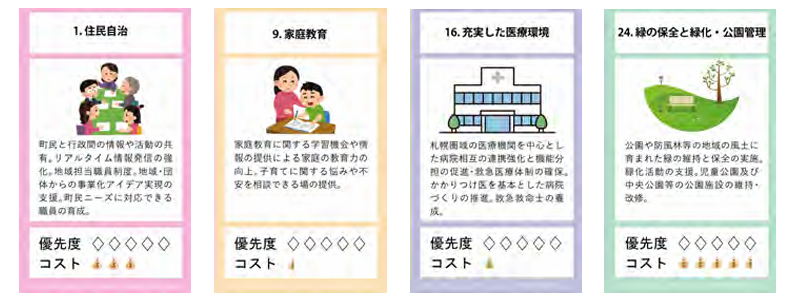 1. 住民自治
町民と行政間の情報や活動の共
有。リアルタイム情報発信の強
化。地域担当職員制度。地域・団
体からの事業化アイデア実現の
支援。町民ニーズに対応できる
職員の育成。
優先度 ◇◇◇◇◇
コスト
9. 家庭教育
家庭教育に関する学習機会や情
報の提供による家庭の教育力の
向上。子育てに関する悩みや不
安を相談できる場の提供。
優先度 ◇◇◇◇◇
コスト
16. 充実した医療環境
札幌圏域の医療機関を中心とし
た病院相互の連携強化と機能分
担の促進・救急医療体制の確保。
かかりつけ医を基本とした病院
づくりの推進。救急救命士の養
成。
優先度 ◇◇◇◇◇
コスト
24. 緑の保全と緑化・公園管理
公園や防風林等の地域の風土に
育まれた緑の維持と保全の実施。
緑化活動の支援。児童公園及び
中央公園等の公園施設の維持・
改修。
優先度 ◇◇◇◇◇
コスト